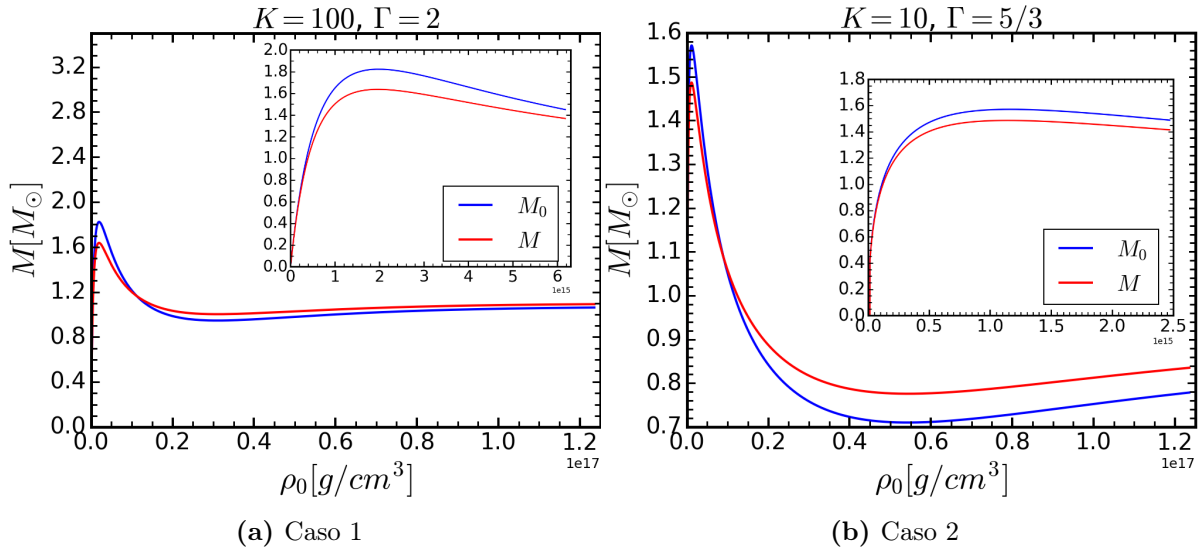 K = 100, Γ = 2
3.2
2.8
2.4
2.0
1.6
1.2
0.8
0.4
0.0
M[M⊙]
0.0 0.2 0.4 0.6 0.8 1.0 1.2
1e17
ρ0[g/cm³]
2.0
1.8
1.6
1.4
1.2
1.0
0.8
0.6
0.4
0.2
0.0
0 1 2 3 4 5 6
1e15
M0
M
(a) Caso 1
K = 10, Γ = 5/3
1.6
1.5
1.4
1.3
1.2
1.1
1.0
0.9
0.8
0.7
M[M⊙]
0.0 0.2 0.4 0.6 0.8 1.0 1.2
1e17
ρ0[g/cm³]
1.8
1.6
1.4
1.2
1.0
0.8
0.6
0.4
0.2
0.0
0.0 0.5 1.0 1.5 2.0 2.5
1e15
M0
M
(b) Caso 2